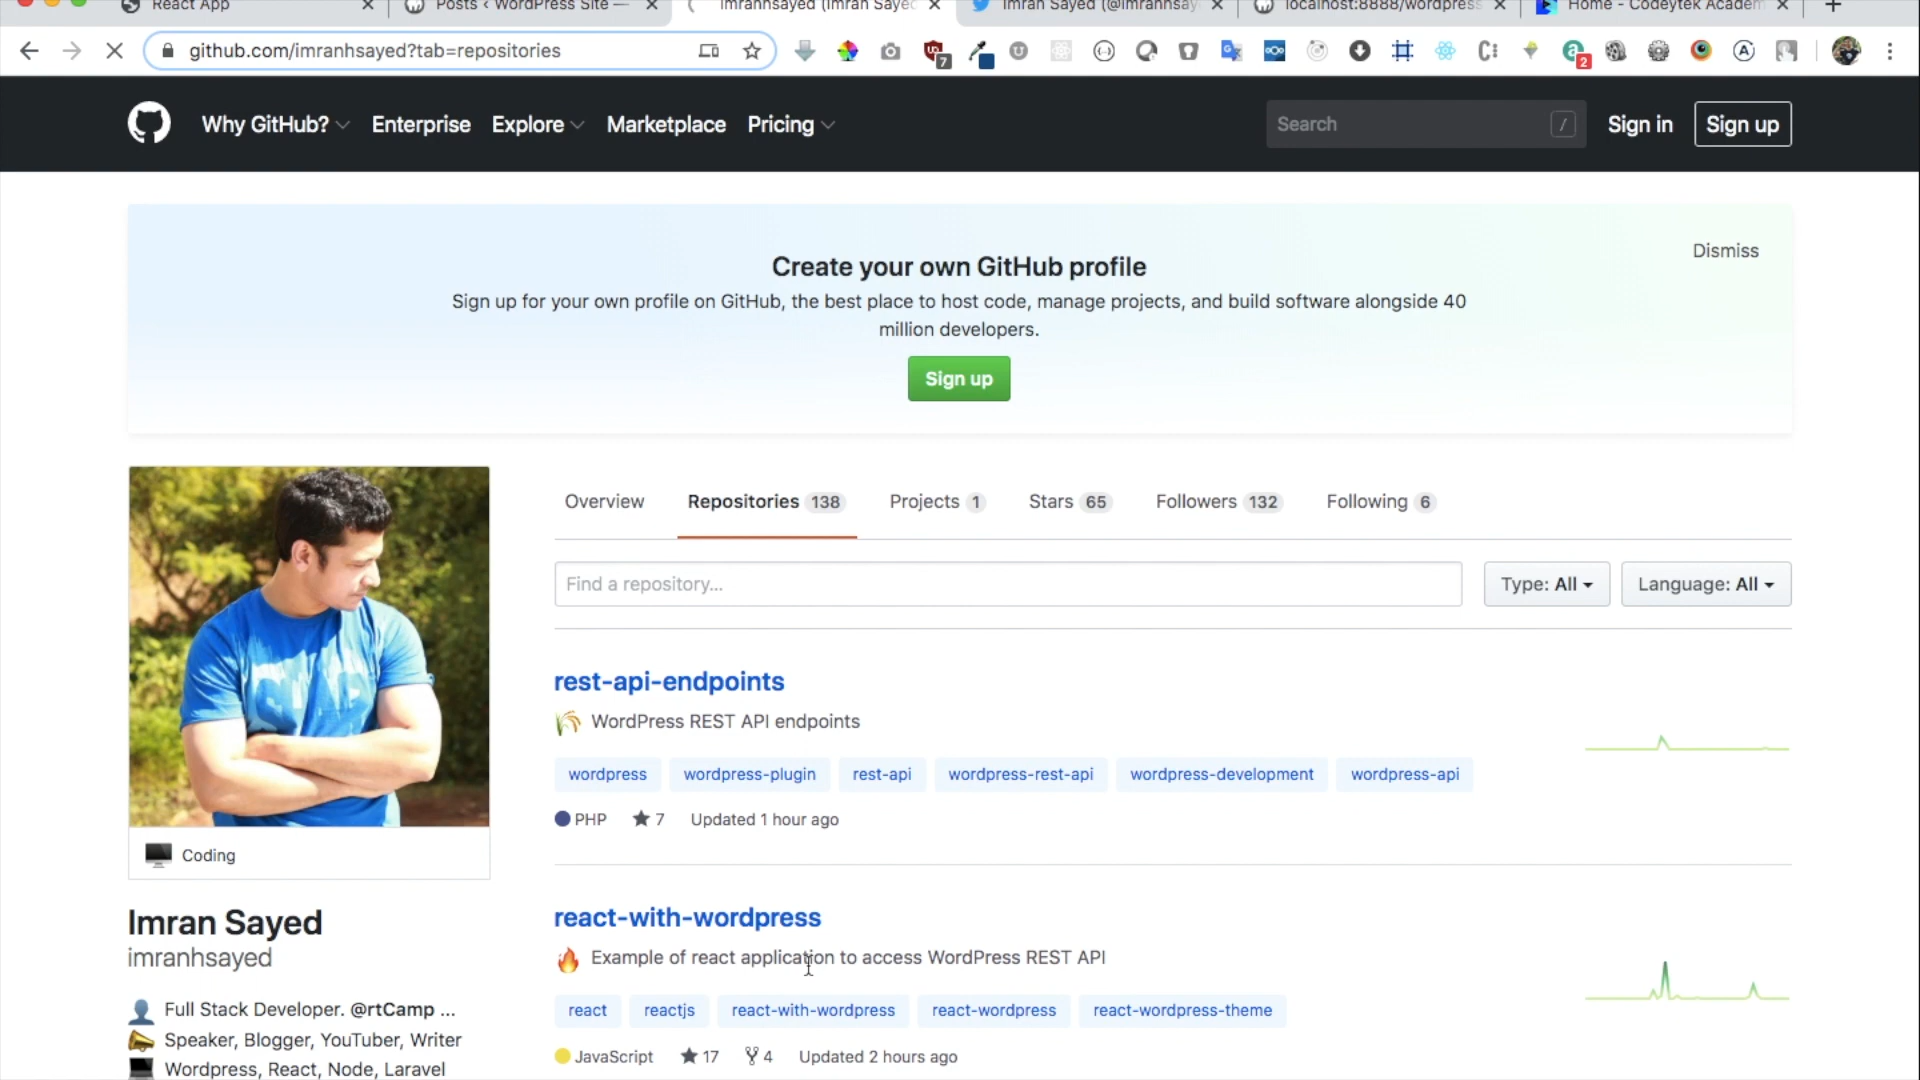 React App
Posts ‹ WordPress Site —
imranhsayed (Imran Sayed
Imran Sayed (@imranhsay
localhost:8888/wordpress
Home - Codeytek Academ
github.com/imranhsayed?tab=repositories
7
2
Why GitHub?
Enterprise
Explore
Marketplace
Pricing
Search
/
Sign in
Sign up
Create your own GitHub profile
Dismiss
Sign up for your own profile on GitHub, the best place to host code, manage projects, and build software alongside 40
million developers.
Sign up
Overview
Repositories 138
Projects 1
Stars 65
Followers 132
Following 6
Find a repository...
Type: All
Language: All
rest-api-endpoints
WordPress REST API endpoints
wordpress
wordpress-plugin
rest-api
wordpress-rest-api
wordpress-development
wordpress-api
PHP
7
Updated 1 hour ago
Coding
Imran Sayed
imranhsayed
Full Stack Developer. @rtCamp ...
Speaker, Blogger, YouTuber, Writer
Wordpress, React, Node, Laravel
react-with-wordpress
Example of react application to access WordPress REST API
react
reactjs
react-with-wordpress
react-wordpress
react-wordpress-theme
JavaScript
17
4
Updated 2 hours ago